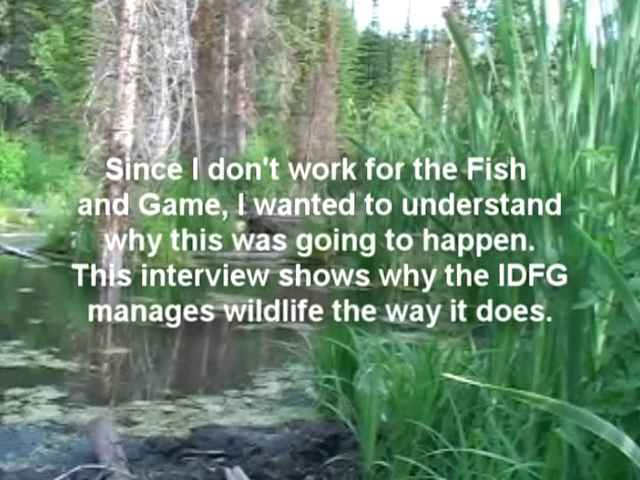 Since I don't work for the Fish
and Game, I wanted to understand
why this was going to happen.
This interview shows why the IDFG
manages wildlife the way it does.